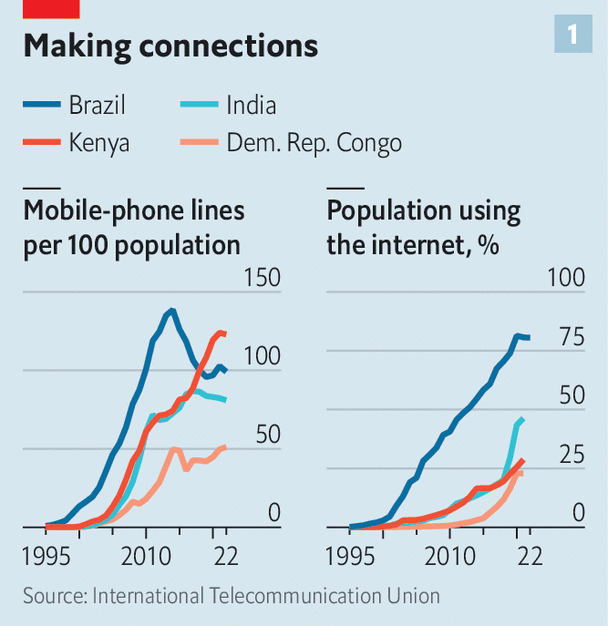 Making connections
1
Brazil
India
Kenya
Dem. Rep. Congo
Mobile-phone lines
per 100 population
150
100
50
0
1995
2010
22
Population using
the internet, %
100
75
50
25
0
1995
2010
22
Source: International Telecommunication Union